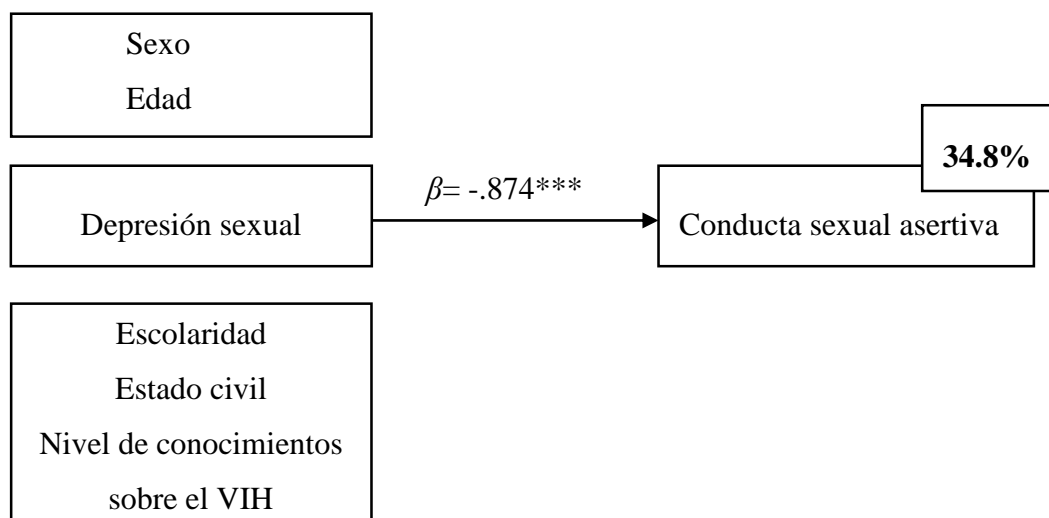 Sexo
Edad
34.8%
Depresión sexual
β= -.874***
Conducta sexual asertiva
Escolaridad
Estado civil
Nivel de conocimientos
sobre el VIH